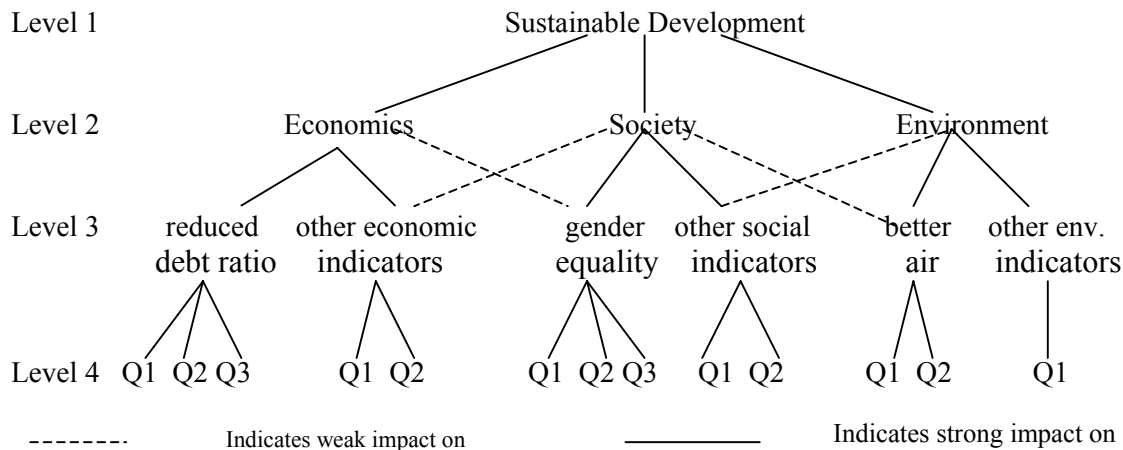 Level 1 Sustainable Development
Level 2 Economics Society Environment
Level 3 reduced other economic gender other social better other env.
debt ratio indicators equality indicators air indicators
Level 4 Q1 Q2 Q3 Q1 Q2 Q1 Q2 Q3 Q1 Q2 Q1 Q2 Q1
Indicates weak impact on Indicates strong impact on